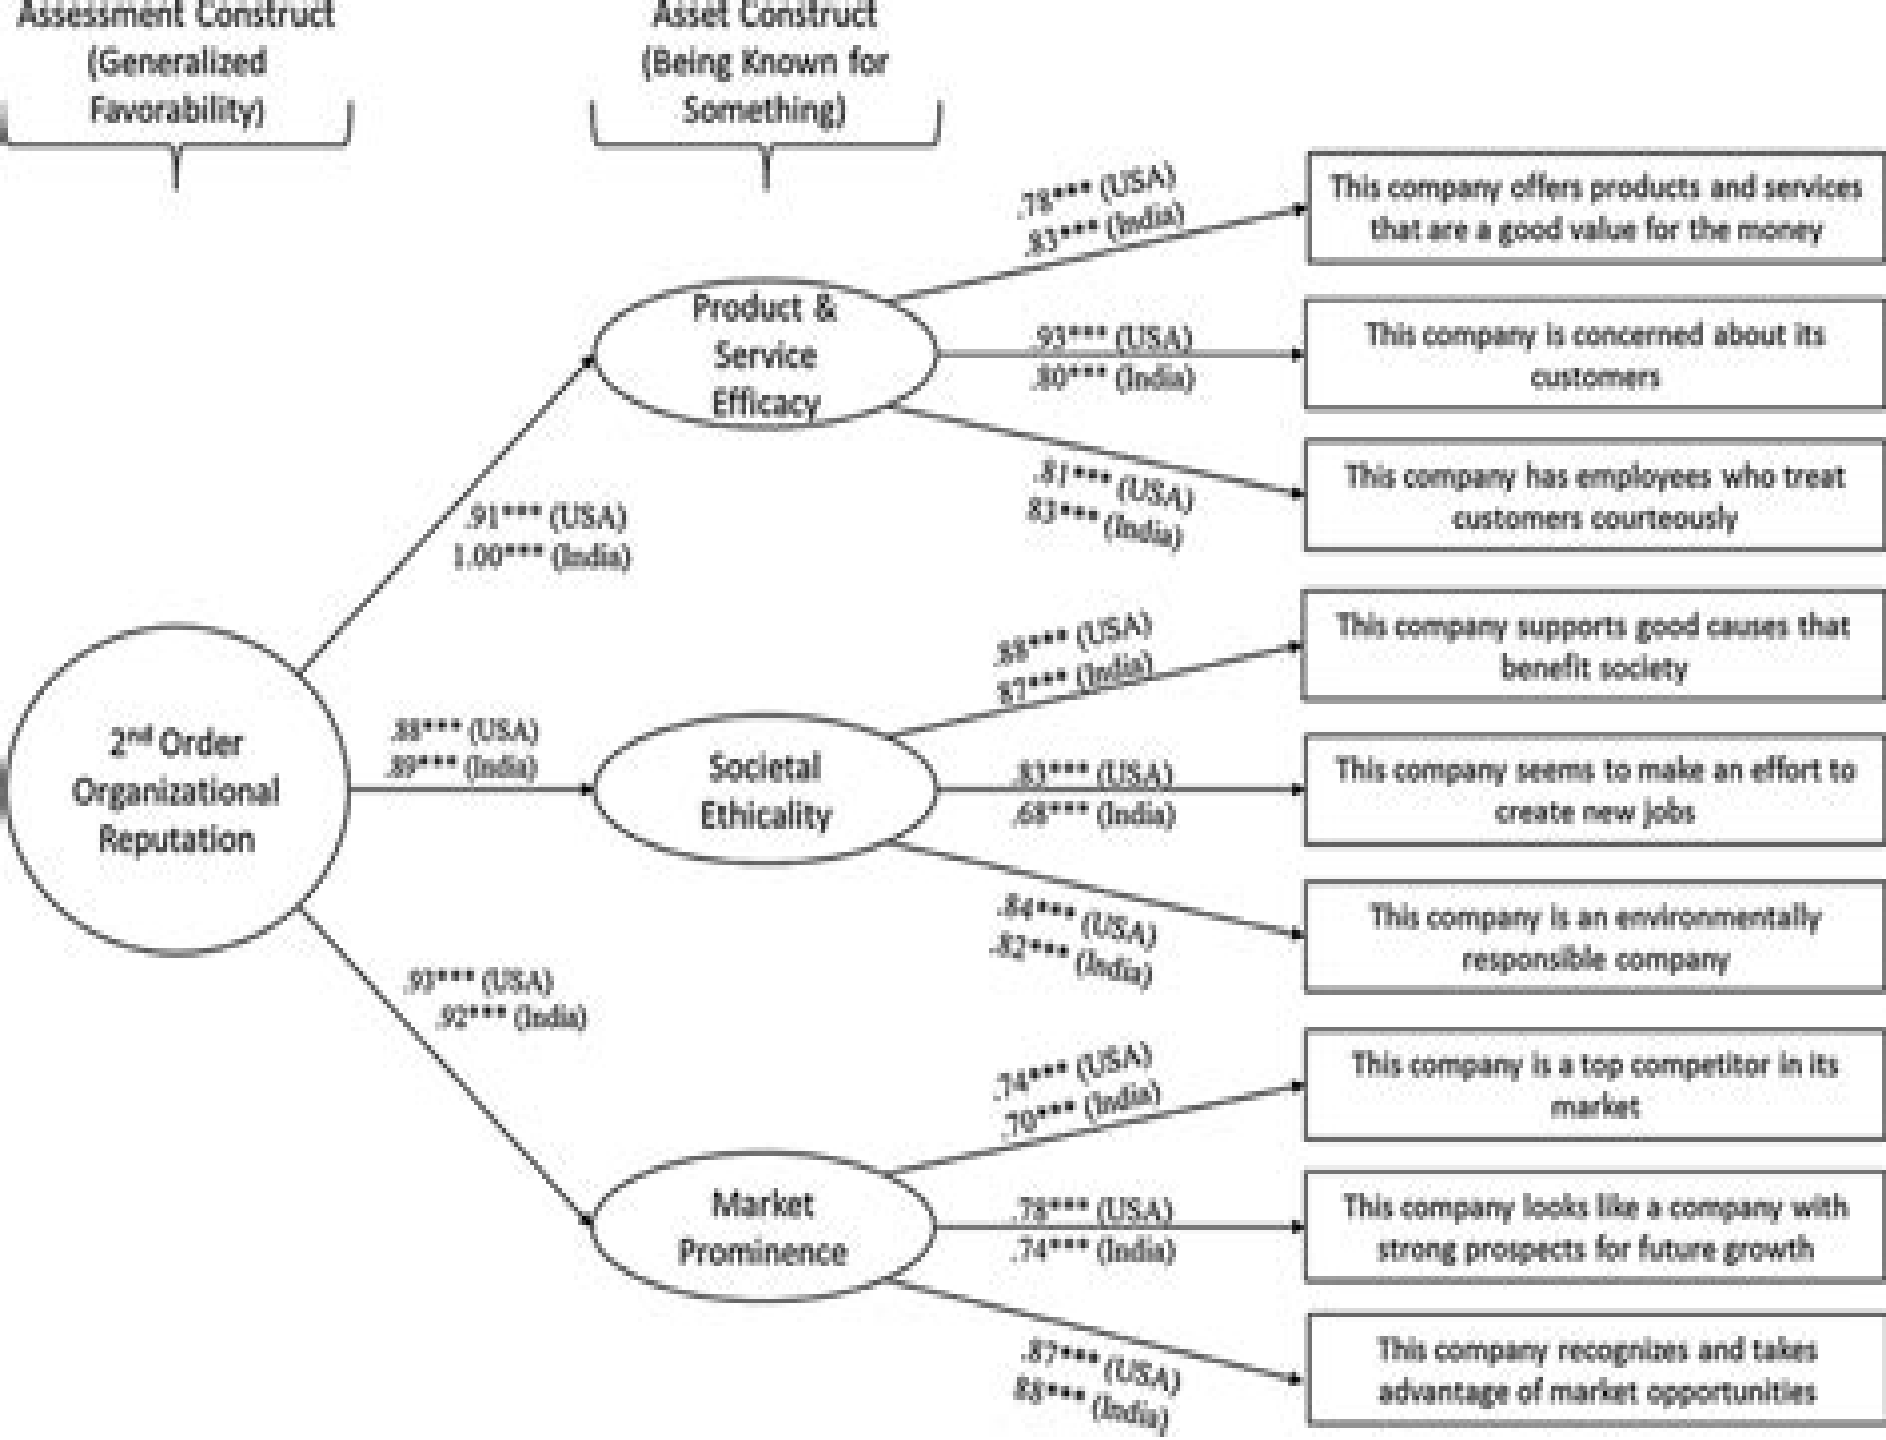 Assessment Construct
(Generalized
Favorability)
Asset Construct
(Being Known for
Something)
.78*** (USA)
.83*** (India)
This company offers products and services
that are a good value for the money
Product &
Service
Efficacy
.93*** (USA)
.80*** (India)
This company is concerned about its
customers
.81*** (USA)
83*** (India)
This company has employees who treat
customers courteously
.91*** (USA)
1.00*** (India)
.88*** (USA)
87*** (India)
This company supports good causes that
benefit society
2nd Order
Organizational
Reputation
.88*** (USA)
.89*** (India)
Societal
Ethicality
.83*** (USA)
.68*** (India)
This company seems to make an effort to
create new jobs
.84*** (USA)
.82*** (India)
This company is an environmentally
responsible company
.93*** (USA)
.92*** (India)
.74*** (USA)
.70*** (India)
This company is a top competitor in its
market
Market
Prominence
.78*** (USA)
.74*** (India)
This company looks like a company with
strong prospects for future growth
.87*** (USA)
88*** (India)
This company recognizes and takes
advantage of market opportunities